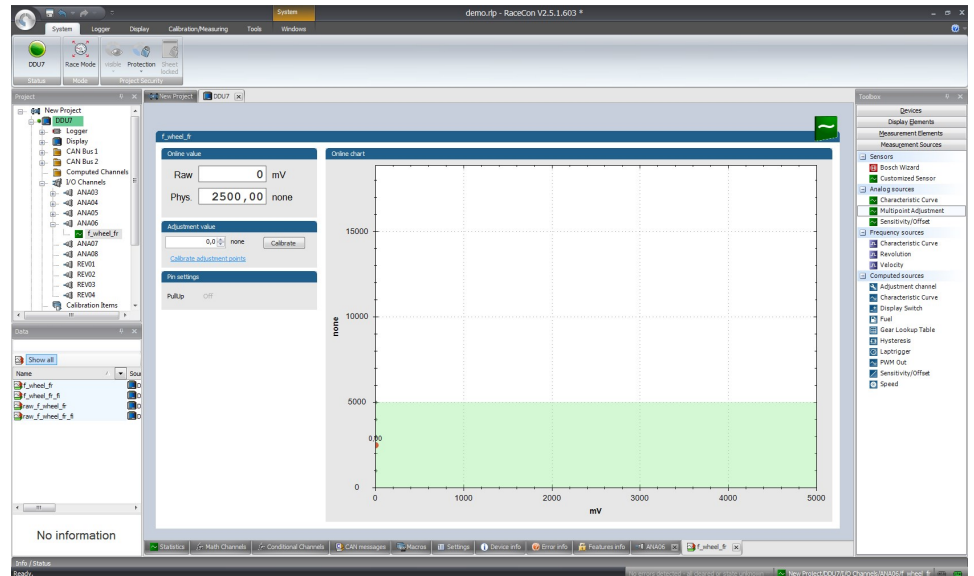 System
demo.rlp - RaceCon V2.5.1.603 *
System Logger Display Calibration/Measuring Tools Windows
DDU7
Race Mode
visible
Protection
Sheet locked
Status Mode Project Security
Project
New Project
DDU7
Logger
Display
CAN Bus 1
CAN Bus 2
Computed Channels
I/O Channels
ANA03
ANA04
ANA05
ANA06
f_wheel_fr
ANA07
ANA08
REV01
REV02
REV03
REV04
Calibration Items
Data
Show all
Name Sou
f_wheel_fr D
f_wheel_fr_fi D
raw_f_wheel_fr D
raw_f_wheel_fr_fi D
No information
New Project DDU7
f_wheel_fr
Online value
Raw 0 mV
Phys. 2500,00 none
Adjustment value
0,0 none Calibrate
Calibrate adjustment points
Pin settings
PullUp Off
Online chart
15000
10000
none
5000
0,00
0
0 1000 2000 3000 4000 5000
mV
Statistics Math Channels Conditional Channels CAN messages Macros Settings Device info Error info Features info ANA06 f_wheel_fr
Toolbox
Devices
Display Elements
Measurement Elements
Measurement Sources
Sensors
Bosch Wizard
Customized Sensor
Analog sources
Characteristic Curve
Multipoint Adjustment
Sensitivity/Offset
Frequency sources
Characteristic Curve
Revolution
Velocity
Computed sources
Adjustment channel
Characteristic Curve
Display Switch
Fuel
Gear Lookup Table
Hysteresis
Laptrigger
PWM Out
Sensitivity/Offset
Speed
Info / Status
Ready.
New Project/DDU7/I/O Channels/ANA06/f_wheel_fr